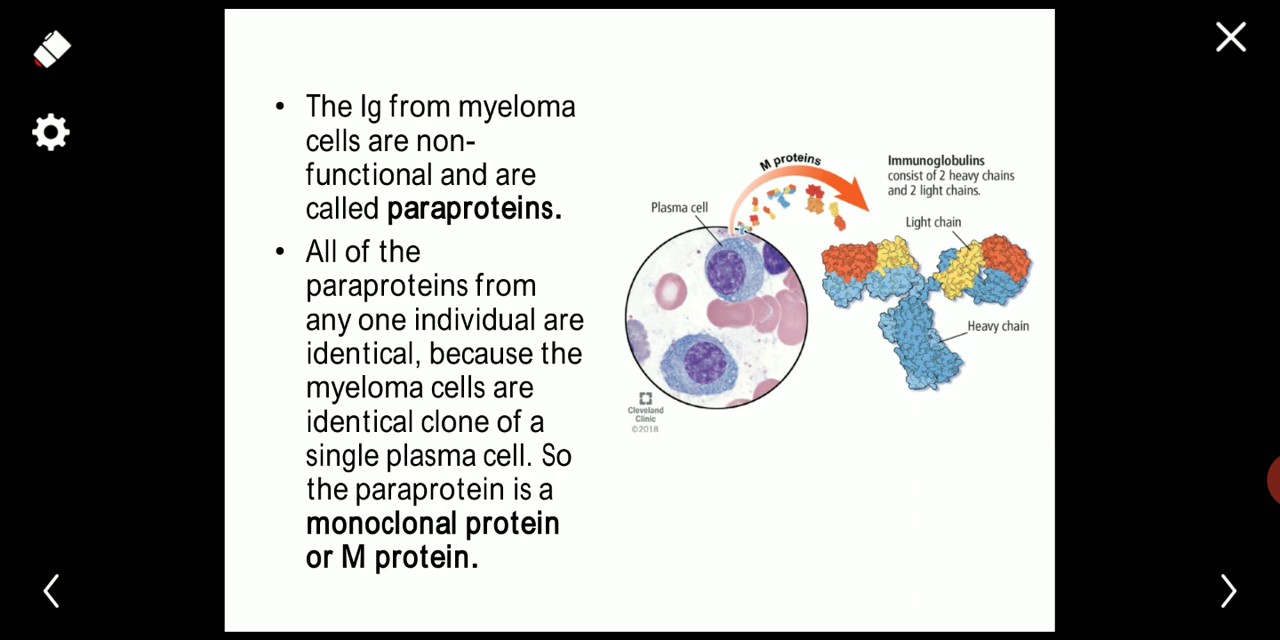 • The Ig from myeloma
cells are non-
functional and are
called paraproteins.
• All of the
paraproteins from
any one individual are
identical, because the
myeloma cells are
identical clone of a
single plasma cell. So
the paraprotein is a
monoclonal protein
or M protein.
M proteins
Plasma cell
Immunoglobulins
consist of 2 heavy chains
and 2 light chains.
Light chain
Heavy chain
Cleveland
Clinic
©2018